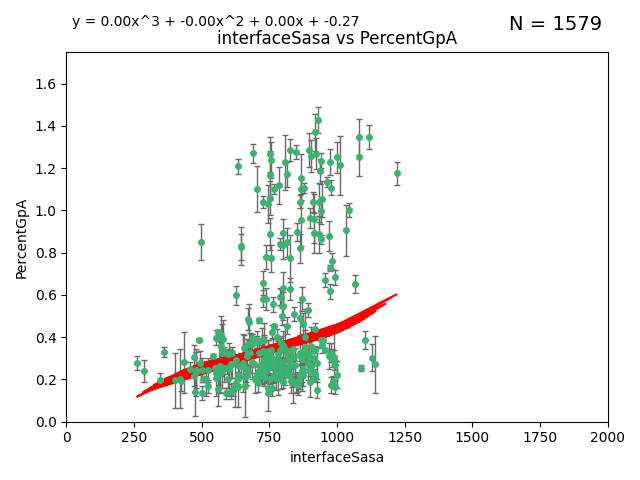 y = 0.00x^3 + -0.00x^2 + 0.00x + -0.27
N = 1579
interfaceSasa vs PercentGpA
1.6
1.4
1.2
1.0
0.8
0.6
0.4
0.2
0.0
PercentGpA
0 250 500 750 1000 1250 1500 1750 2000
interfaceSasa